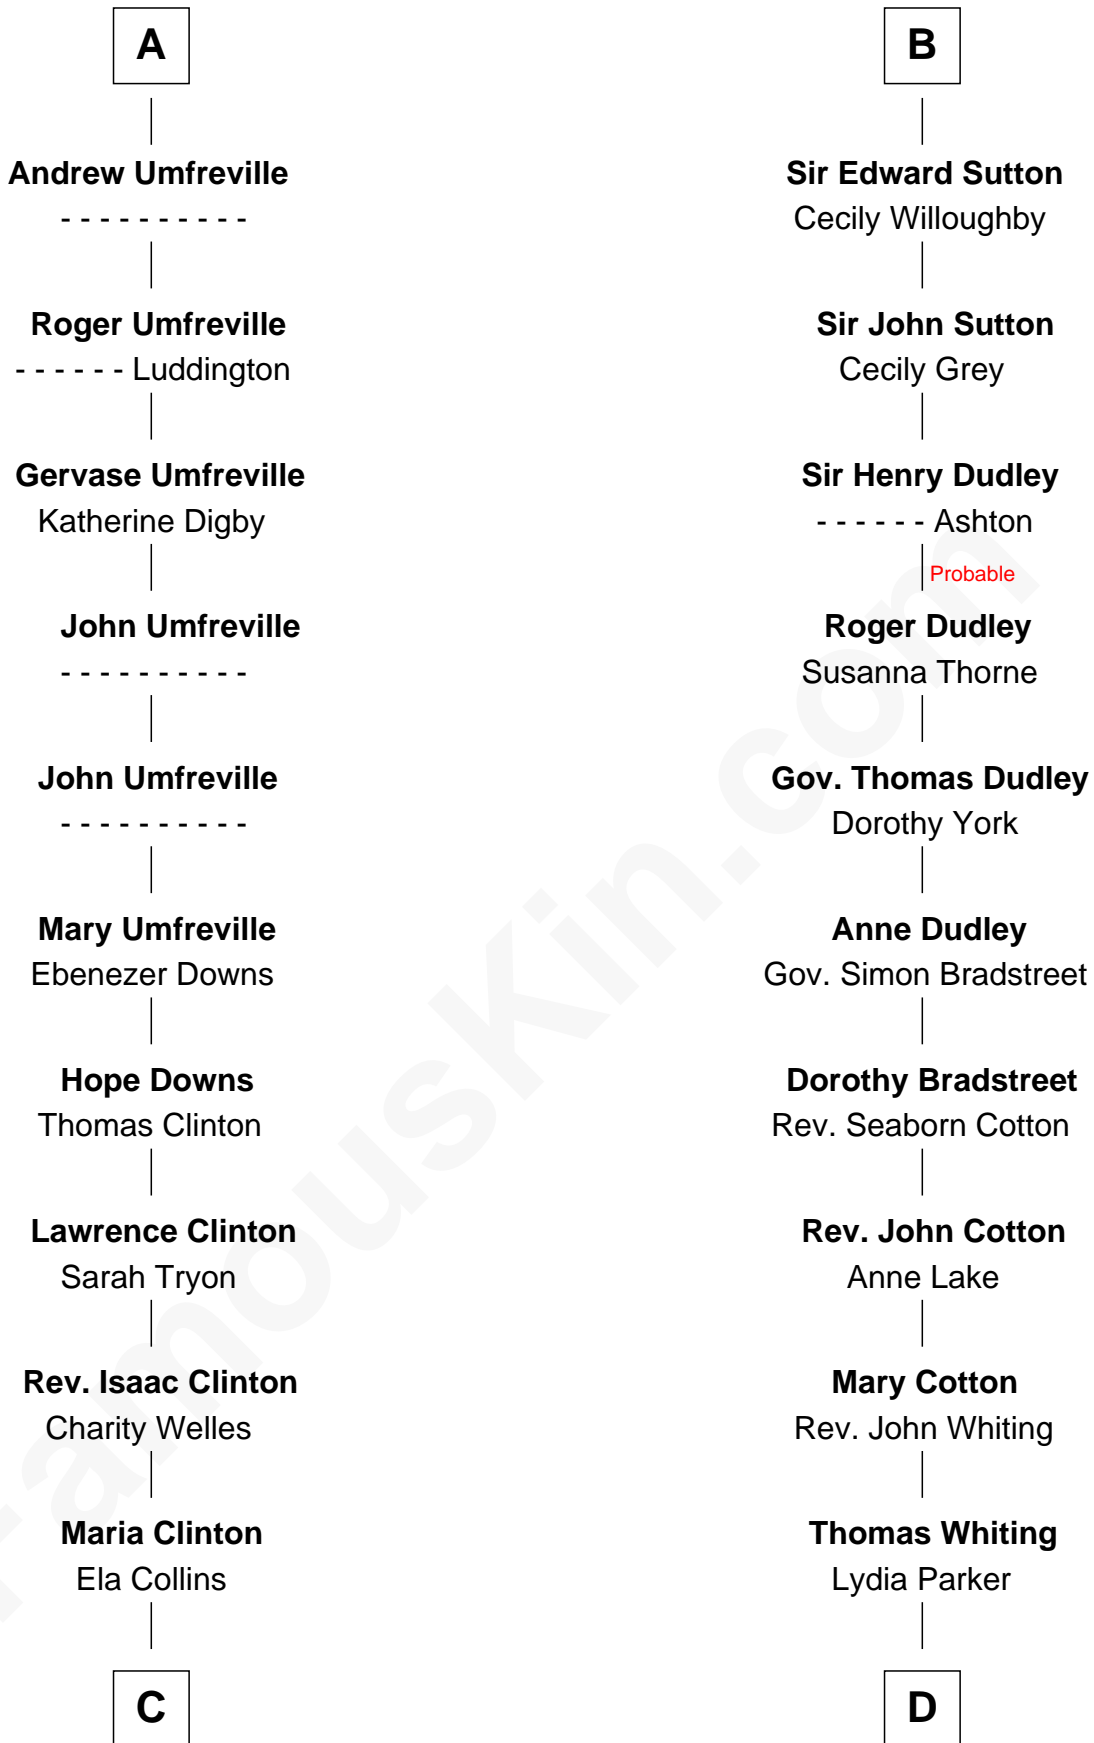 A
Andrew Umfreville
- - - - - - - - - -
Roger Umfreville
- - - - - - Luddington
Gervase Umfreville
Katherine Digby
John Umfreville
- - - - - - - - - -
John Umfreville
- - - - - - - - - -
Mary Umfreville
Ebenezer Downs
Hope Downs
Thomas Clinton
Lawrence Clinton
Sarah Tryon
Rev. Isaac Clinton
Charity Welles
Maria Clinton
Ela Collins
C
B
Sir Edward Sutton
Cecily Willoughby
Sir John Sutton
Cecily Grey
Sir Henry Dudley
- - - - - - Ashton
Probable
Roger Dudley
Susanna Thorne
Gov. Thomas Dudley
Dorothy York
Anne Dudley
Gov. Simon Bradstreet
Dorothy Bradstreet
Rev. Seaborn Cotton
Rev. John Cotton
Anne Lake
Mary Cotton
Rev. John Whiting
Thomas Whiting
Lydia Parker
D
FamousKin.com